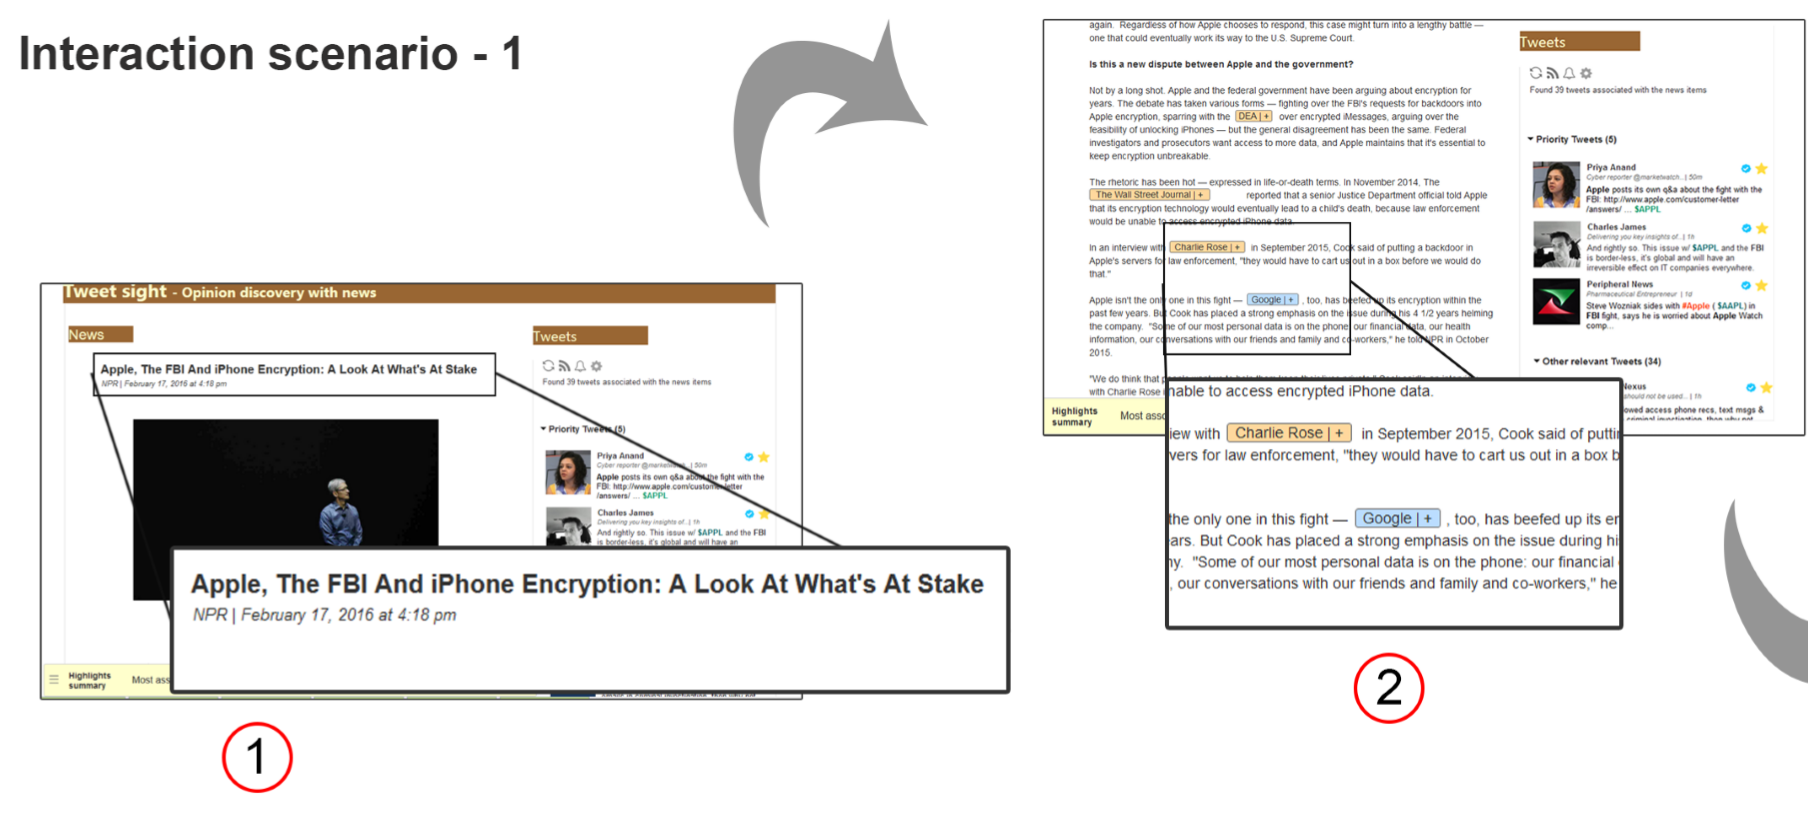 Interaction scenario - 1
Tweet sight - Opinion discovery with news
News
Apple, The FBI And iPhone Encryption: A Look At What's At Stake
NPR | February 17, 2016 at 4:18 pm
Tweets
Found 39 tweets associated with the news items
Priority Tweets (5)
Priya Anand
Cyber reporter @marketwatch..| 50m
Apple posts its own q&a about the fight with the
FBI: http://www.apple.com/customer-letter
/answers/ ... $APPL
Charles James
Delivering you key insights of..| 1h
And rightly so. This issue w/ $APPL and the FBI
is border-less, it's global and will have an
Apple, The FBI And iPhone Encryption: A Look At What's At Stake
NPR | February 17, 2016 at 4:18 pm
Highlights
summary
Most ass
1
again. Regardless of how Apple chooses to respond, this case might turn into a lengthy battle —
one that could eventually work its way to the U.S. Supreme Court.
Is this a new dispute between Apple and the government?
Not by a long shot. Apple and the federal government have been arguing about encryption for
years. The debate has taken various forms — fighting over the FBI's requests for backdoors into
Apple encryption, sparring with the DEA | + over encrypted iMessages, arguing over the
feasibility of unlocking iPhones — but the general disagreement has been the same. Federal
investigators and prosecutors want access to more data, and Apple maintains that it's essential to
keep encryption unbreakable.
The rhetoric has been hot — expressed in life-or-death terms. In November 2014, The
The Wall Street Journal | + reported that a senior Justice Department official told Apple
that its encryption technology would eventually lead to a child's death, because law enforcement
would be unable to access encrypted iPhone data.
In an interview with Charlie Rose | + in September 2015, Cook said of putting a backdoor in
Apple's servers for law enforcement, "they would have to cart us out in a box before we would do
that."
Apple isn't the only one in this fight — Google | + , too, has beefed up its encryption within the
past few years. But Cook has placed a strong emphasis on the issue during his 4 1/2 years helming
the company. "Some of our most personal data is on the phone: our financial data, our health
information, our conversations with our friends and family and co-workers," he told NPR in October
2015.
"We do think that
with Charlie Rose
Highlights
summary
Most asso
Tweets
Found 39 tweets associated with the news items
Priority Tweets (5)
Priya Anand
Cyber reporter @marketwatch..| 50m
Apple posts its own q&a about the fight with the
FBI: http://www.apple.com/customer-letter
/answers/ ... $APPL
Charles James
Delivering you key insights of..| 1h
And rightly so. This issue w/ $APPL and the FBI
is border-less, it's global and will have an
irreversible effect on IT companies everywhere.
Peripheral News
Pharmaceutical Entrepreneur | 1d
Steve Wozniak sides with #Apple ( $AAPL) in
FBI fight, says he is worried about Apple Watch
comp...
Other relevant Tweets (34)
Nexus
should not be used.. | 1h
owed access phone recs, text msgs &
nable to access encrypted iPhone data.
iew with Charlie Rose | + in September 2015, Cook said of puttin
vers for law enforcement, "they would have to cart us out in a box b
the only one in this fight — Google | + , too, has beefed up its en
ars. But Cook has placed a strong emphasis on the issue during hi
ny. "Some of our most personal data is on the phone: our financial
, our conversations with our friends and family and co-workers," he
2